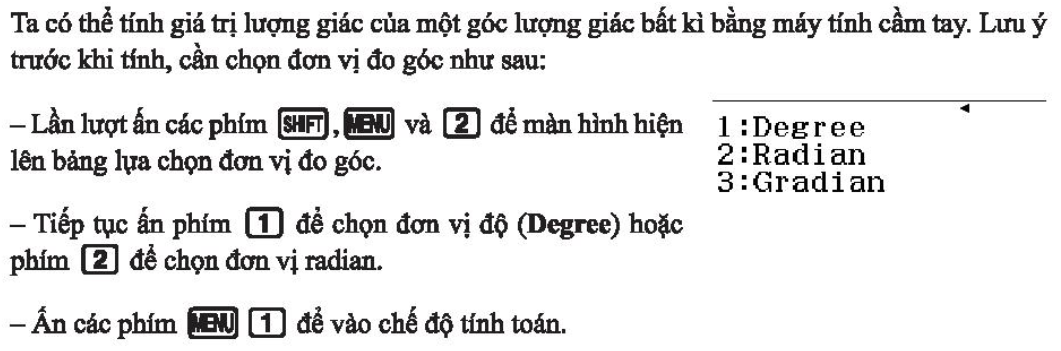 Ta có thể tính giá trị lượng giác của một góc lượng giác bất kì bằng máy tính cầm tay. Lưu ý
trước khi tính, cần chọn đơn vị đo góc như sau:
– Lần lượt ấn các phím SHIFT, MENU và 2 để màn hình hiện
lên bảng lựa chọn đơn vị đo góc.
– Tiếp tục ấn phím 1 để chọn đơn vị độ (Degree) hoặc
phím 2 để chọn đơn vị radian.
– Ấn các phím MENU 1 để vào chế độ tính toán.
1:Degree
2:Radian
3:Gradian